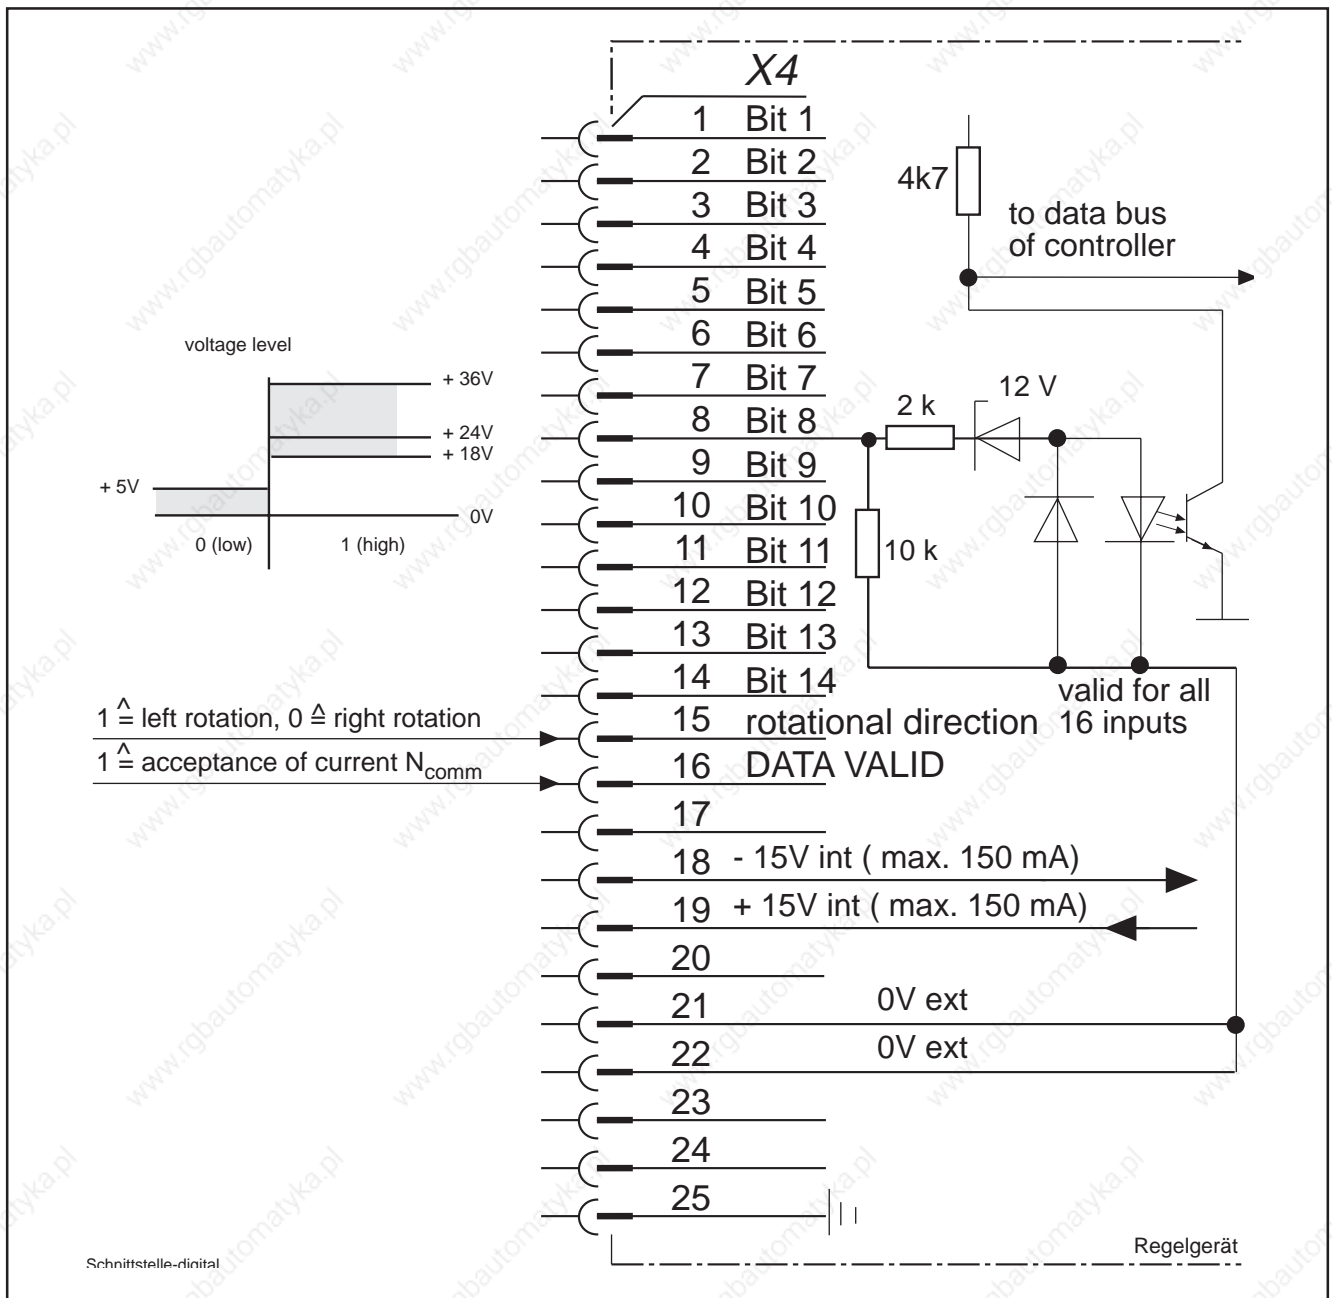 X4
1 Bit 1
2 Bit 2
3 Bit 3
4 Bit 4
5 Bit 5
6 Bit 6
7 Bit 7
8 Bit 8
9 Bit 9
10 Bit 10
11 Bit 11
12 Bit 12
13 Bit 13
14 Bit 14
15 rotational direction
16 DATA VALID
17
18 - 15V int ( max. 150 mA)
19 + 15V int ( max. 150 mA)
20
21 0V ext
22 0V ext
23
24
25
4k7
to data bus
of controller
2 k
12 V
10 k
valid for all
16 inputs
voltage level
+ 36V
+ 24V
+ 18V
+ 5V
0V
0 (low)
1 (high)
1 ≙ left rotation, 0 ≙ right rotation
1 ≙ acceptance of current Ncomm
Schnittstelle-digital
Regelgerät
www.rgbautomatyka.pl